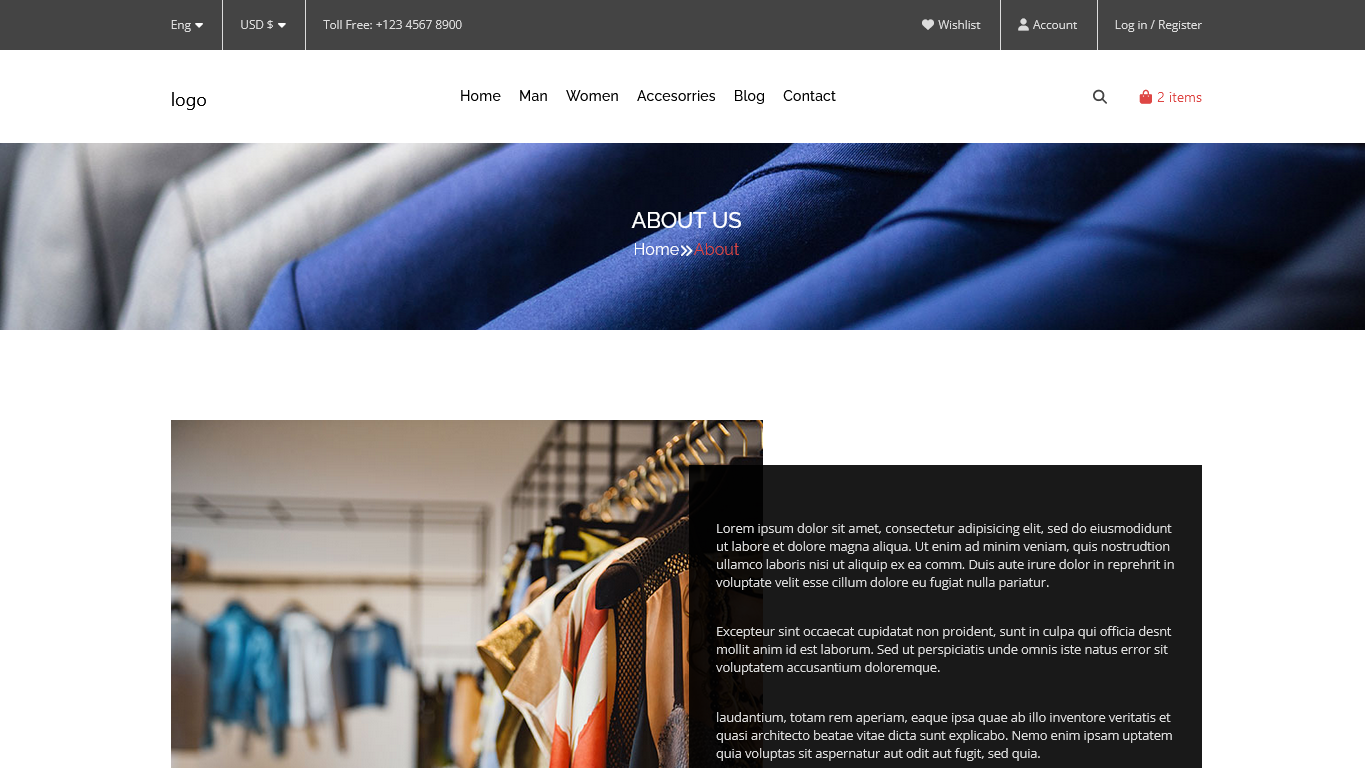 Eng
USD $
Toll Free: +123 4567 8900
Wishlist
Account
Log in / Register
logo
Home
Man
Women
Accesorries
Blog
Contact
2 items
ABOUT US
Home»About
Lorem ipsum dolor sit amet, consectetur adipisicing elit, sed do eiusmodidunt
ut labore et dolore magna aliqua. Ut enim ad minim veniam, quis nostrudtion
ullamco laboris nisi ut aliquip ex ea comm. Duis aute irure dolor in reprehrit in
voluptate velit esse cillum dolore eu fugiat nulla pariatur.
Excepteur sint occaecat cupidatat non proident, sunt in culpa qui officia desnt
mollit anim id est laborum. Sed ut perspiciatis unde omnis iste natus error sit
voluptatem accusantium doloremque.
laudantium, totam rem aperiam, eaque ipsa quae ab illo inventore veritatis et
quasi architecto beatae vitae dicta sunt explicabo. Nemo enim ipsam uptatem
quia voluptas sit aspernatur aut odit aut fugit, sed quia.